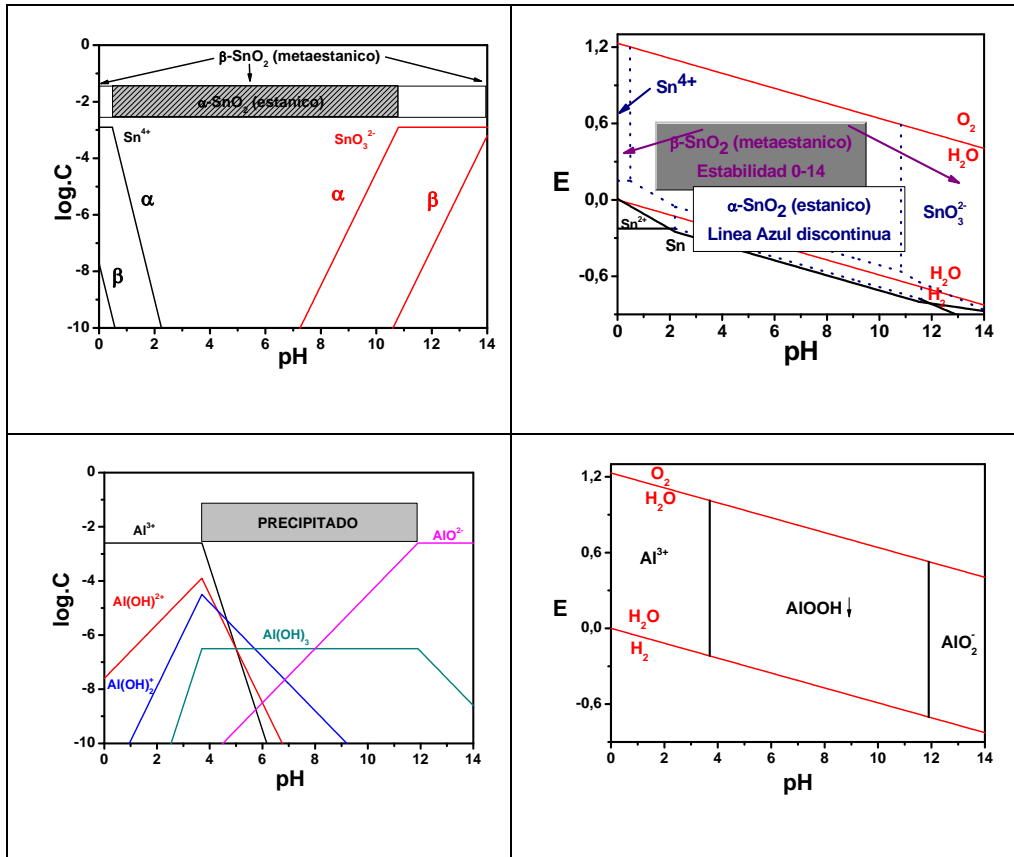 β-SnO2 (metaestanico)
0
α-SnO2 (estanico)
-2
Sn4+
SnO3 2-
-4
α
α
β
-6
-8
β
-10
0 2 4 6 8 10 12 14
log.C
pH
1,2
Sn4+
O2
0,6
H2O
β-SnO2 (metaestanico)
Estabilidad 0-14
E
α-SnO2 (estanico)
SnO3 2-
0,0
Sn2+
Linea Azul discontinua
Sn
H2O
-0,6
H2
0 2 4 6 8 10 12 14
pH
0
PRECIPITADO
-2
Al3+
AlO2-
-4
Al(OH)2+
Al(OH)3
-6
-8
Al(OH)2+
-10
0 2 4 6 8 10 12 14
log.C
pH
1,2
O2
H2O
Al3+
0,6
E
H2O
AlOOH ↓
0,0
H2
AlO2-
-0,6
0 2 4 6 8 10 12 14
pH